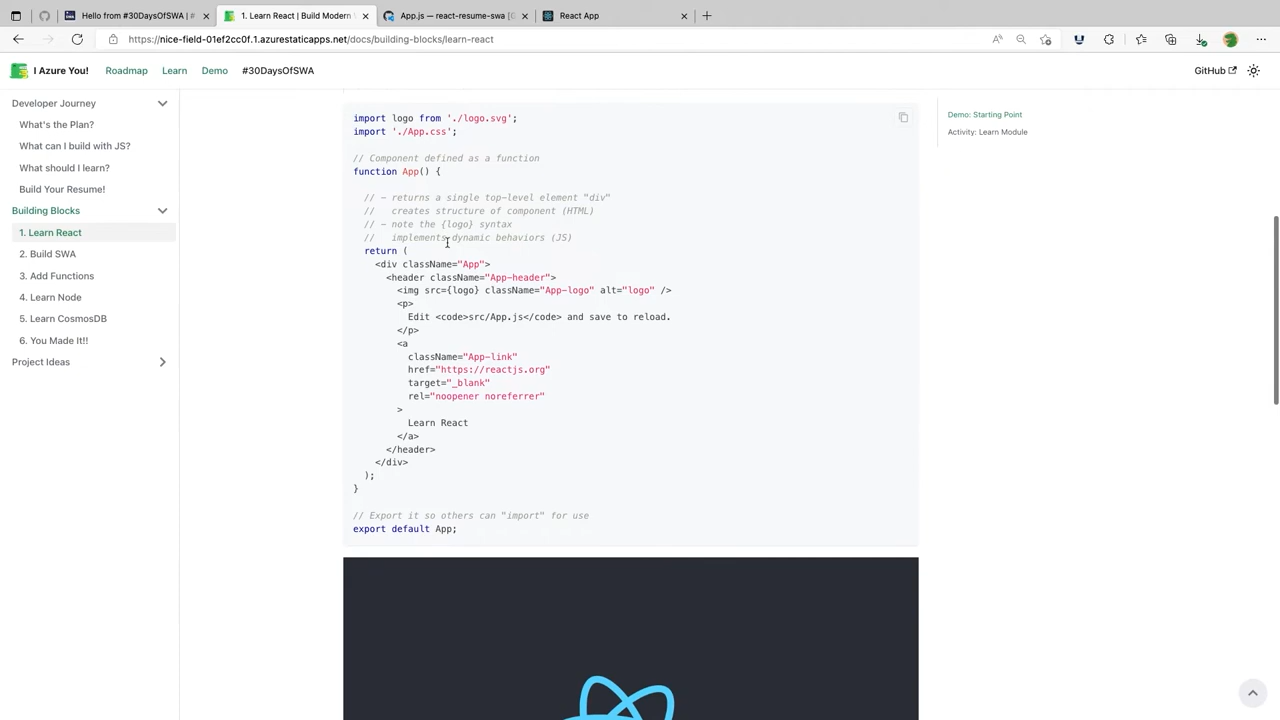 Hello from #30DaysOfSWA | #
1. Learn React | Build Modern
App.js — react-resume-swa [G
React App
https://nice-field-01ef2cc0f.1.azurestaticapps.net/docs/building-blocks/learn-react
I Azure You!
Roadmap
Learn
Demo
#30DaysOfSWA
GitHub
Developer Journey
What's the Plan?
What can I build with JS?
What should I learn?
Build Your Resume!
Building Blocks
1. Learn React
2. Build SWA
3. Add Functions
4. Learn Node
5. Learn CosmosDB
6. You Made It!!
Project Ideas
import logo from './logo.svg';
import './App.css';
// Component defined as a function
function App() {
// - returns a single top-level element "div"
// creates structure of component (HTML)
// - note the {logo} syntax
// implements dynamic behaviors (JS)
return (
<div className="App">
<header className="App-header">
<img src={logo} className="App-logo" alt="logo" />
<p>
Edit <code>src/App.js</code> and save to reload.
</p>
<a
className="App-link"
href="https://reactjs.org"
target="_blank"
rel="noopener noreferrer"
>
Learn React
</a>
</header>
</div>
);
}
// Export it so others can "import" for use
export default App;
Demo: Starting Point
Activity: Learn Module